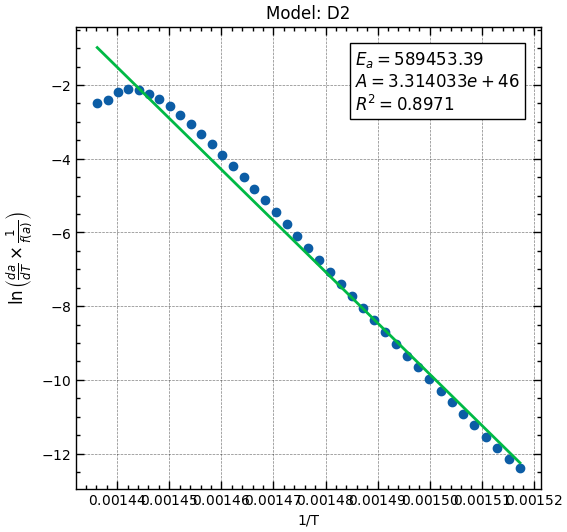 Model: D2
E_a = 589453.39
A = 3.314033e + 46
R^2 = 0.8971
ln(da/dT × 1/f(a))
−2
−4
−6
−8
−10
−12
0.00144 0.00145 0.00146 0.00147 0.00148 0.00149 0.00150 0.00151 0.00152
1/T